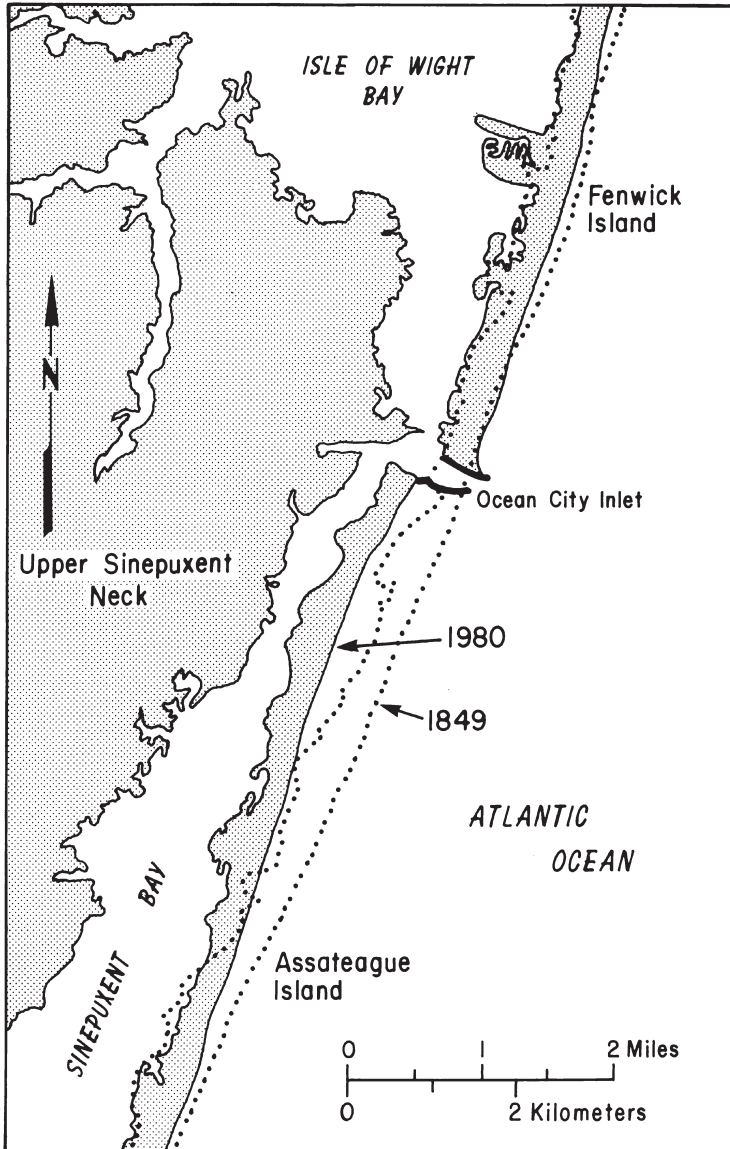 ISLE OF WIGHT
BAY
Fenwick
Island
N
Ocean City Inlet
Upper Sinepuxent
Neck
1980
1849
ATLANTIC
OCEAN
SINEPUXENT BAY
Assateague
Island
0 1 2 Miles
0 2 Kilometers